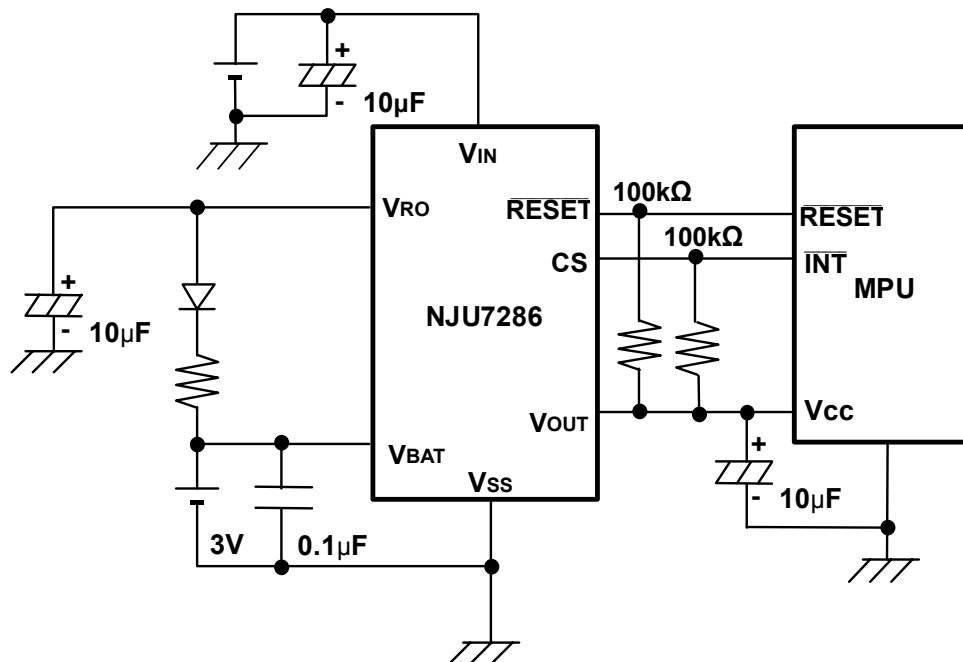 +
- 10µF
VIN
VRO
RESET
100kΩ
RESET
100kΩ
CS
INT
MPU
NJU7286
+
- 10µF
VOUT
Vcc
VBAT
+
VSS
- 10µF
3V
0.1µF